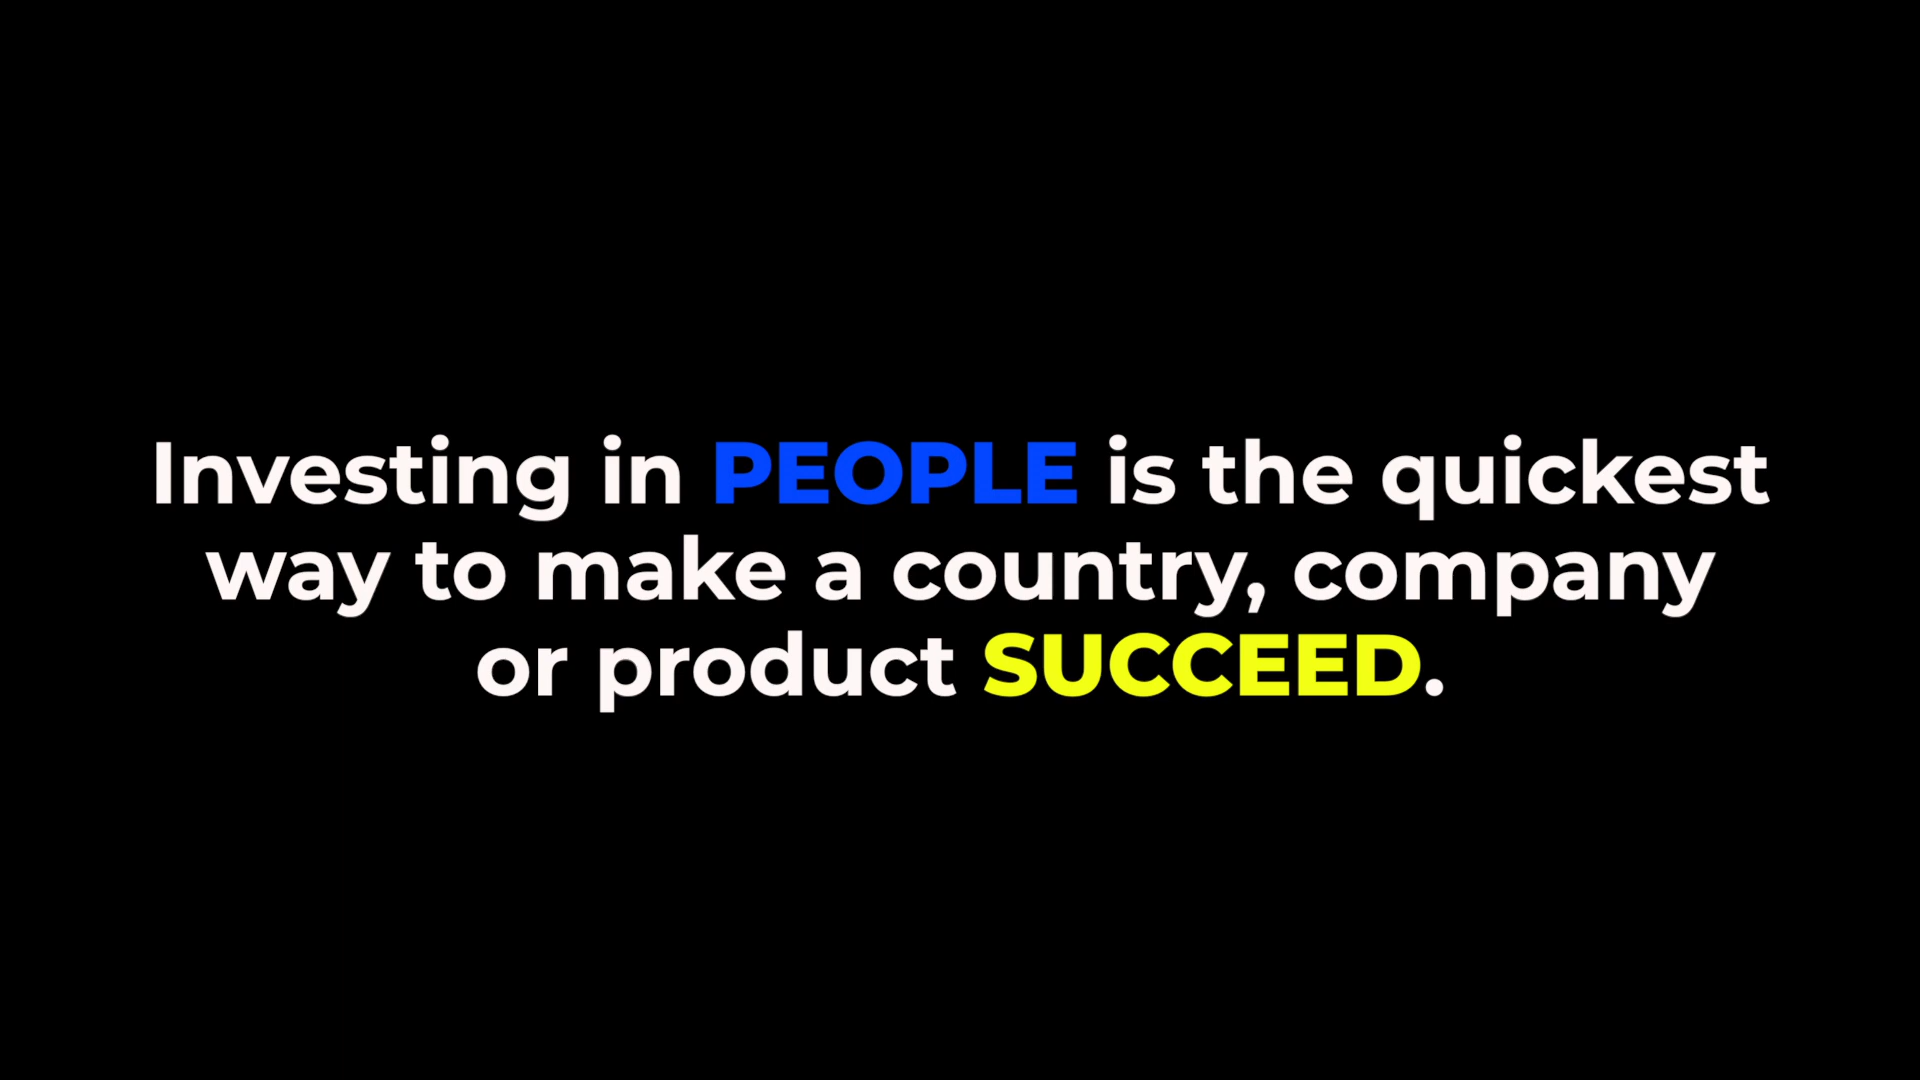 Investing in PEOPLE is the quickest
way to make a country, company
or product SUCCEED.